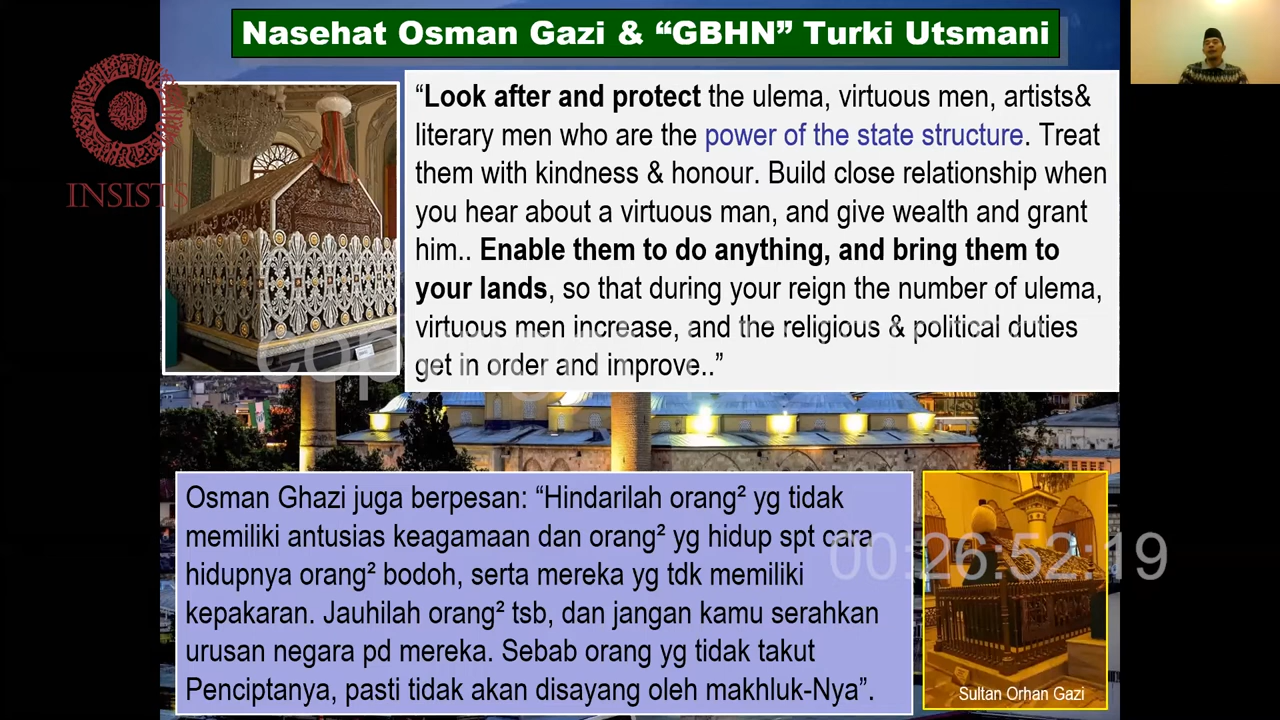 Nasehat Osman Gazi & “GBHN” Turki Utsmani
INSISTS
“Look after and protect the ulema, virtuous men, artists&
literary men who are the power of the state structure. Treat
them with kindness & honour. Build close relationship when
you hear about a virtuous man, and give wealth and grant
him.. Enable them to do anything, and bring them to
your lands, so that during your reign the number of ulema,
virtuous men increase, and the religious & political duties
get in order and improve..”
Osman Ghazi juga berpesan: “Hindarilah orang² yg tidak
memiliki antusias keagamaan dan orang² yg hidup spt cara
hidupnya orang² bodoh, serta mereka yg tdk memiliki
kepakaran. Jauhilah orang² tsb, dan jangan kamu serahkan
urusan negara pd mereka. Sebab orang yg tidak takut
Penciptanya, pasti tidak akan disayang oleh makhluk-Nya”.
00:26:52:19
Sultan Orhan Gazi